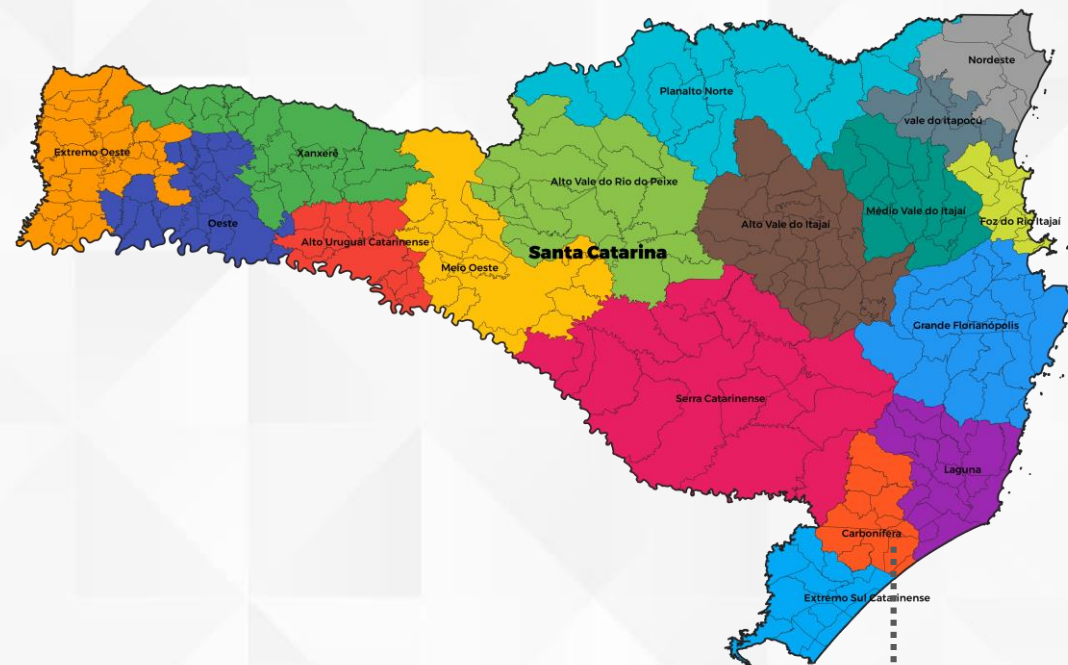 Nordeste
Planalto Norte
vale do Itapocú
Extremo Oeste
Xanxerê
Alto Vale do Rio do Peixe
Médio Vale do Itajaí
Oeste
Alto Vale do Itajaí
Foz do Rio Itajaí
Alto Uruguai Catarinense
Santa Catarina
Meio Oeste
Grande Florianópolis
Serra Catarinense
Laguna
Carbonífera
Extremo Sul Catarinense